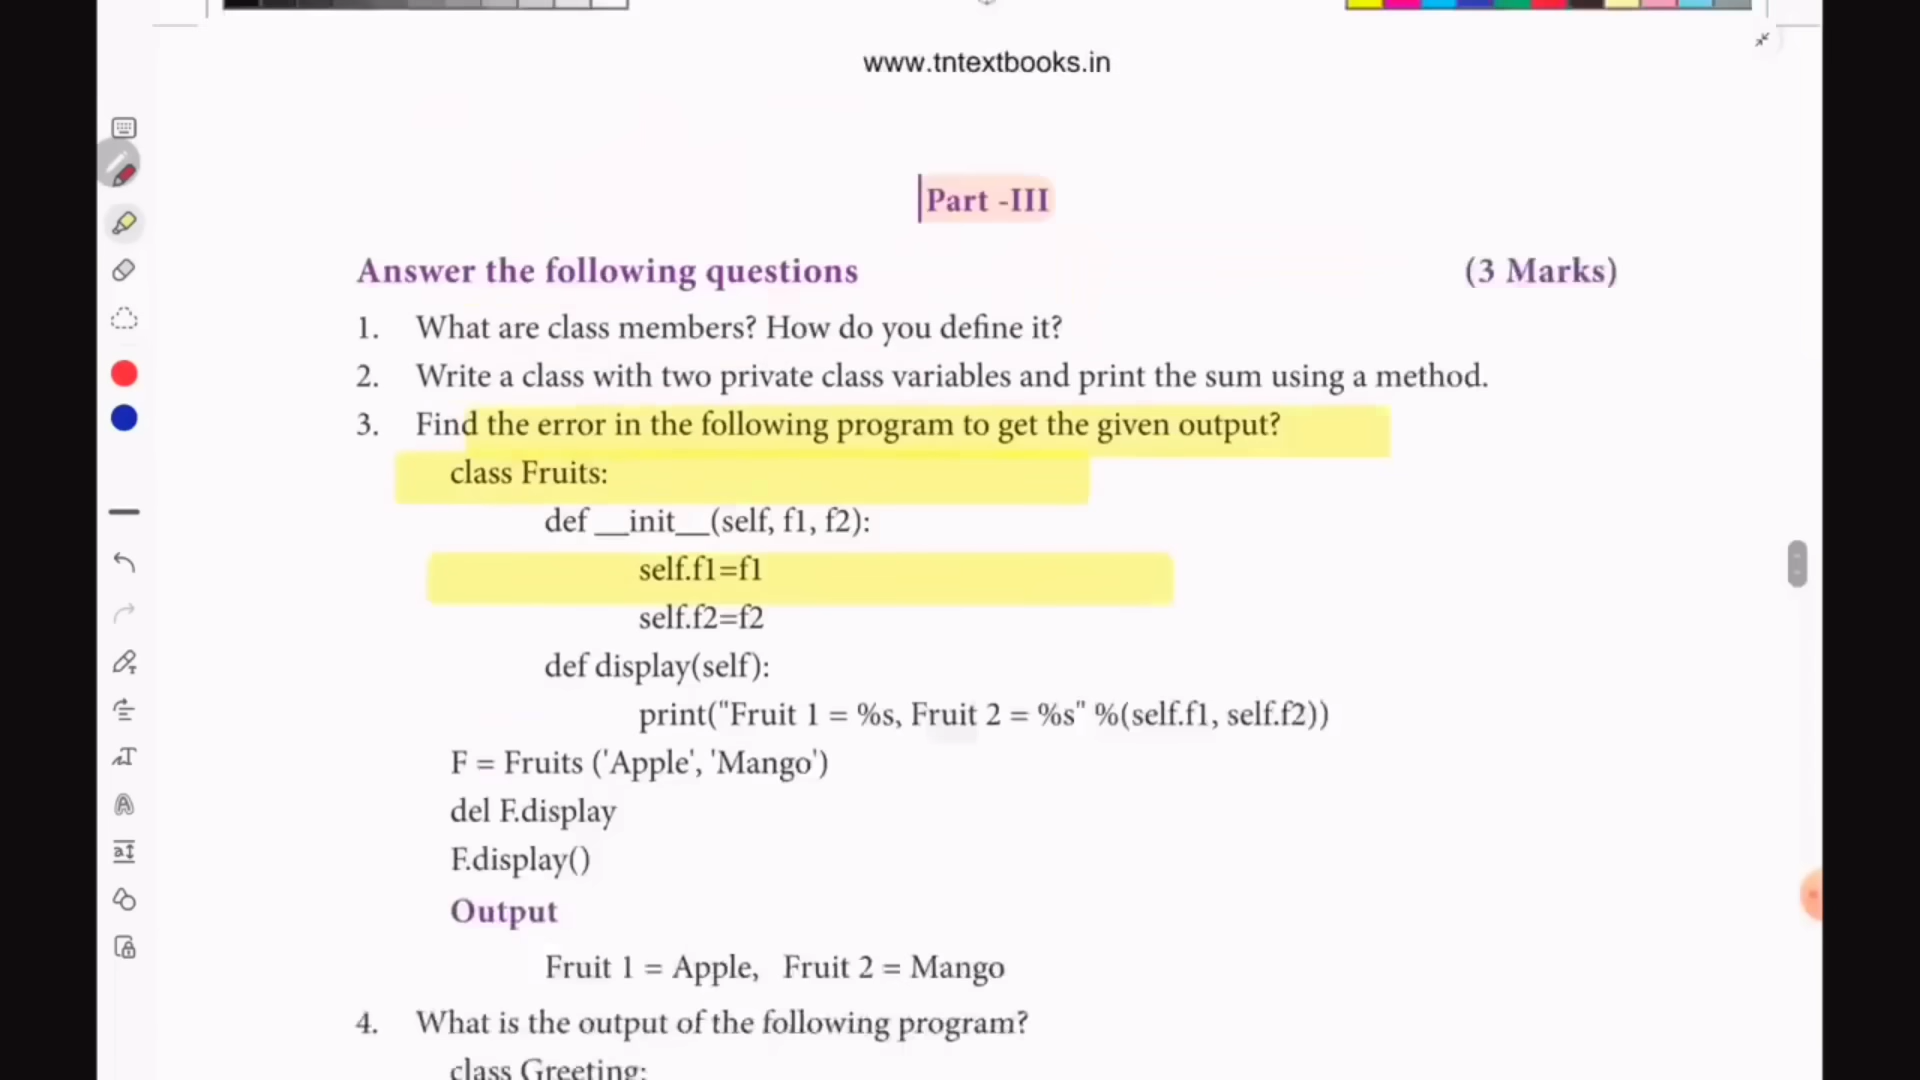 www.tntextbooks.in
Part -III
Answer the following questions (3 Marks)
1. What are class members? How do you define it?
2. Write a class with two private class variables and print the sum using a method.
3. Find the error in the following program to get the given output?
class Fruits:
def __init__(self, f1, f2):
self.f1=f1
self.f2=f2
def display(self):
print("Fruit 1 = %s, Fruit 2 = %s" %(self.f1, self.f2))
F = Fruits ('Apple', 'Mango')
del F.display
F.display()
Output
Fruit 1 = Apple, Fruit 2 = Mango
4. What is the output of the following program?
class Greeting: